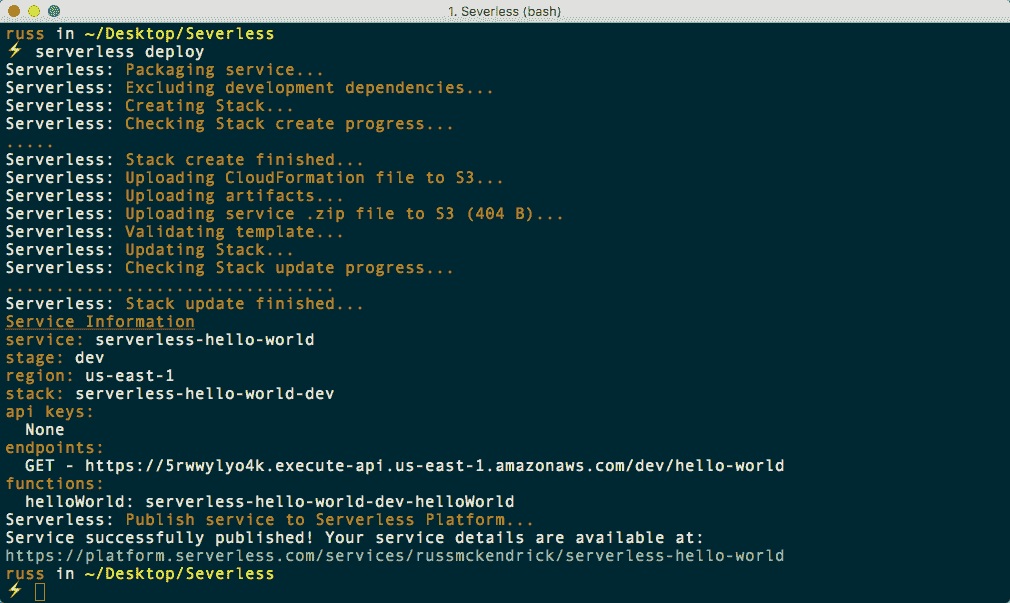 1. Severless (bash)
russ in ~/Desktop/Severless
⚡ serverless deploy
Serverless: Packaging service...
Serverless: Excluding development dependencies...
Serverless: Creating Stack...
Serverless: Checking Stack create progress...
.....
Serverless: Stack create finished...
Serverless: Uploading CloudFormation file to S3...
Serverless: Uploading artifacts...
Serverless: Uploading service .zip file to S3 (404 B)...
Serverless: Validating template...
Serverless: Updating Stack...
Serverless: Checking Stack update progress...
.................................
Serverless: Stack update finished...
Service Information
service: serverless-hello-world
stage: dev
region: us-east-1
stack: serverless-hello-world-dev
api keys:
  None
endpoints:
  GET - https://5rwwylyo4k.execute-api.us-east-1.amazonaws.com/dev/hello-world
functions:
  helloWorld: serverless-hello-world-dev-helloWorld
Serverless: Publish service to Serverless Platform...
Service successfully published! Your service details are available at:
https://platform.serverless.com/services/russmckendrick/serverless-hello-world
russ in ~/Desktop/Severless
⚡